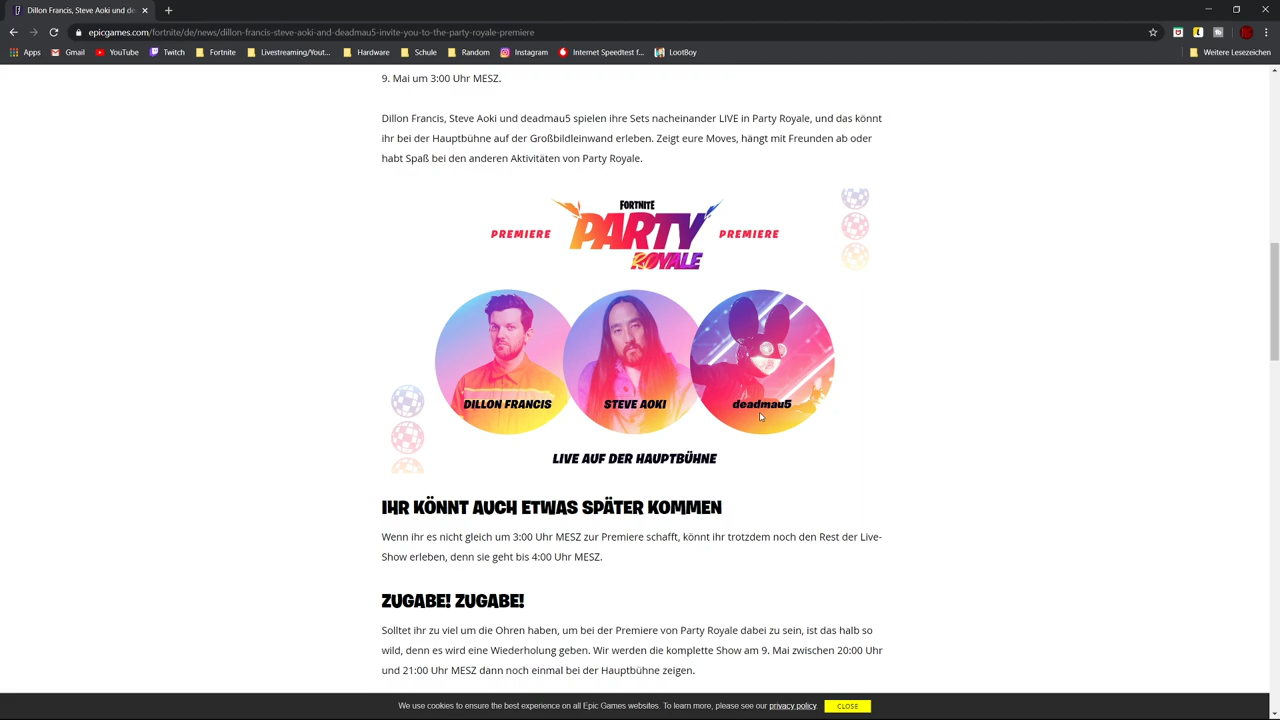 Dillon Francis, Steve Aoki und de
epicgames.com/fortnite/de/news/dillon-francis-steve-aoki-and-deadmau5-invite-you-to-the-party-royale-premiere
Apps Gmail YouTube Twitch Fortnite Livestreaming/Yout... Hardware Schule Random Instagram Internet Speedtest f... LootBoy Weitere Lesezeichen
9. Mai um 3:00 Uhr MESZ.
Dillon Francis, Steve Aoki und deadmau5 spielen ihre Sets nacheinander LIVE in Party Royale, und das könnt
ihr bei der Hauptbühne auf der Großbildleinwand erleben. Zeigt eure Moves, hängt mit Freunden ab oder
habt Spaß bei den anderen Aktivitäten von Party Royale.
FORTNITE
PREMIERE PARTY PREMIERE
ROYALE
DILLON FRANCIS STEVE AOKI deadmau5
LIVE AUF DER HAUPTBÜHNE
IHR KÖNNT AUCH ETWAS SPÄTER KOMMEN
Wenn ihr es nicht gleich um 3:00 Uhr MESZ zur Premiere schafft, könnt ihr trotzdem noch den Rest der Live-
Show erleben, denn sie geht bis 4:00 Uhr MESZ.
ZUGABE! ZUGABE!
Solltet ihr zu viel um die Ohren haben, um bei der Premiere von Party Royale dabei zu sein, ist das halb so
wild, denn es wird eine Wiederholung geben. Wir werden die komplette Show am 9. Mai zwischen 20:00 Uhr
und 21:00 Uhr MESZ dann noch einmal bei der Hauptbühne zeigen.
We use cookies to ensure the best experience on all Epic Games websites. To learn more, please see our privacy policy. CLOSE